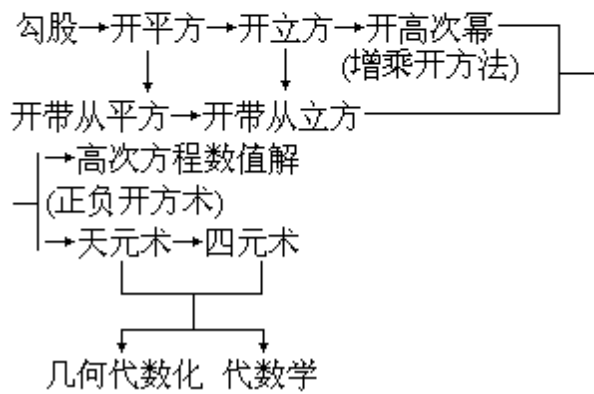 勾股→开平方→开立方→开高次幂
(增乘开方法)
开带从平方→开带从立方
→高次方程数值解
(正负开方术)
→天元术→四元术
几何代数化 代数学